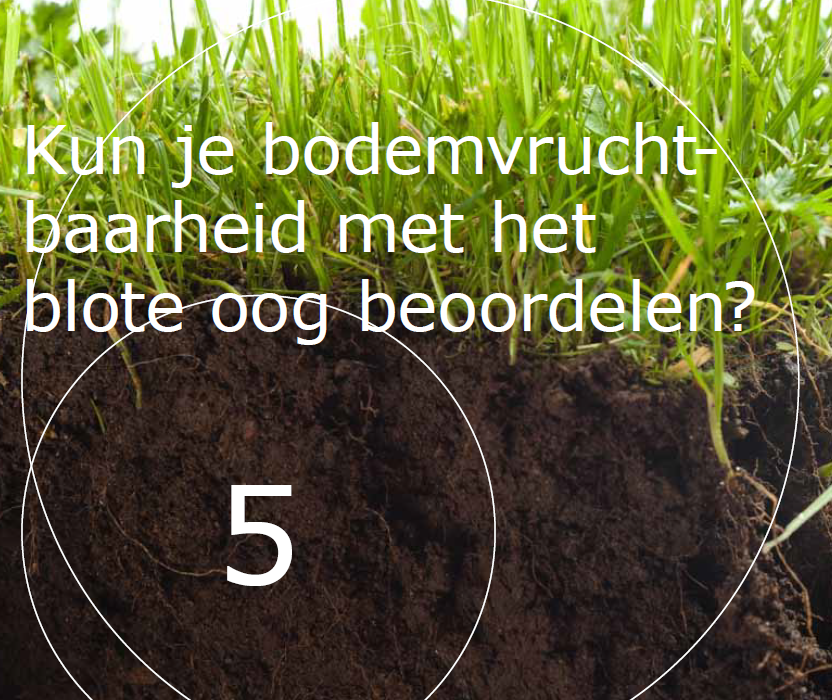 Kun je bodemvrucht-
baarheid met het
blote oog beoordelen?
5